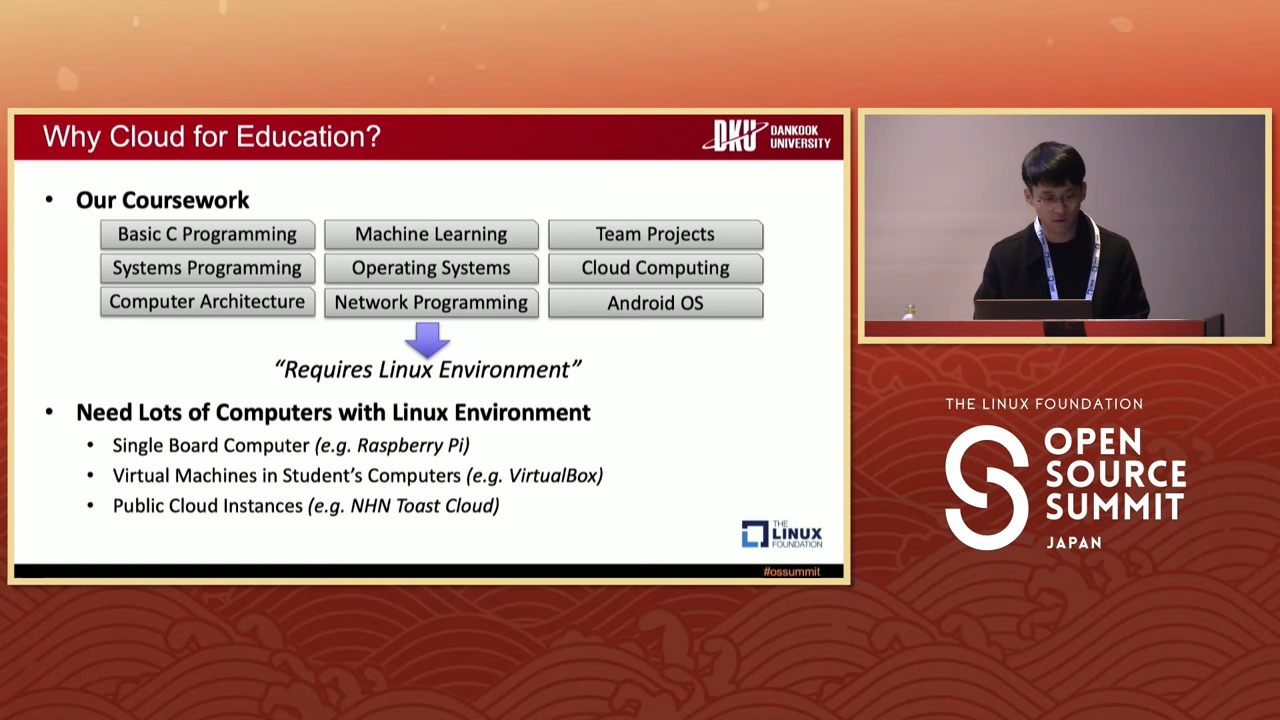 Why Cloud for Education?
DKU DANKOOK
UNIVERSITY
• Our Coursework
Basic C Programming
Machine Learning
Team Projects
Systems Programming
Operating Systems
Cloud Computing
Computer Architecture
Network Programming
Android OS
“Requires Linux Environment”
• Need Lots of Computers with Linux Environment
• Single Board Computer (e.g. Raspberry Pi)
• Virtual Machines in Student’s Computers (e.g. VirtualBox)
• Public Cloud Instances (e.g. NHN Toast Cloud)
THE
LINUX
FOUNDATION
#ossummit
THE LINUX FOUNDATION
OPEN
SOURCE
SUMMIT
JAPAN